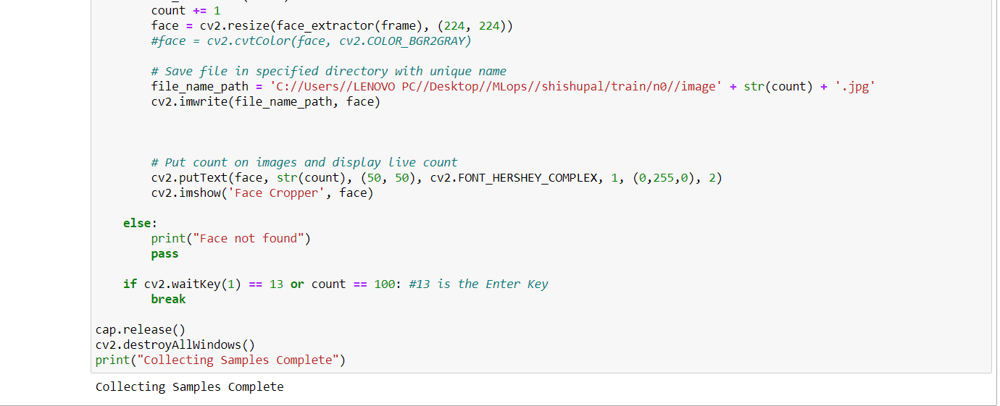 count += 1
face = cv2.resize(face_extractor(frame), (224, 224))
#face = cv2.cvtColor(face, cv2.COLOR_BGR2GRAY)
# Save file in specified directory with unique name
file_name_path = 'C://Users//LENOVO PC//Desktop//MLops//shishupal/train/n0//image' + str(count) + '.jpg'
cv2.imwrite(file_name_path, face)
# Put count on images and display live count
cv2.putText(face, str(count), (50, 50), cv2.FONT_HERSHEY_COMPLEX, 1, (0,255,0), 2)
cv2.imshow('Face Cropper', face)
else:
print("Face not found")
pass
if cv2.waitKey(1) == 13 or count == 100: #13 is the Enter Key
break
cap.release()
cv2.destroyAllWindows()
print("Collecting Samples Complete")
Collecting Samples Complete